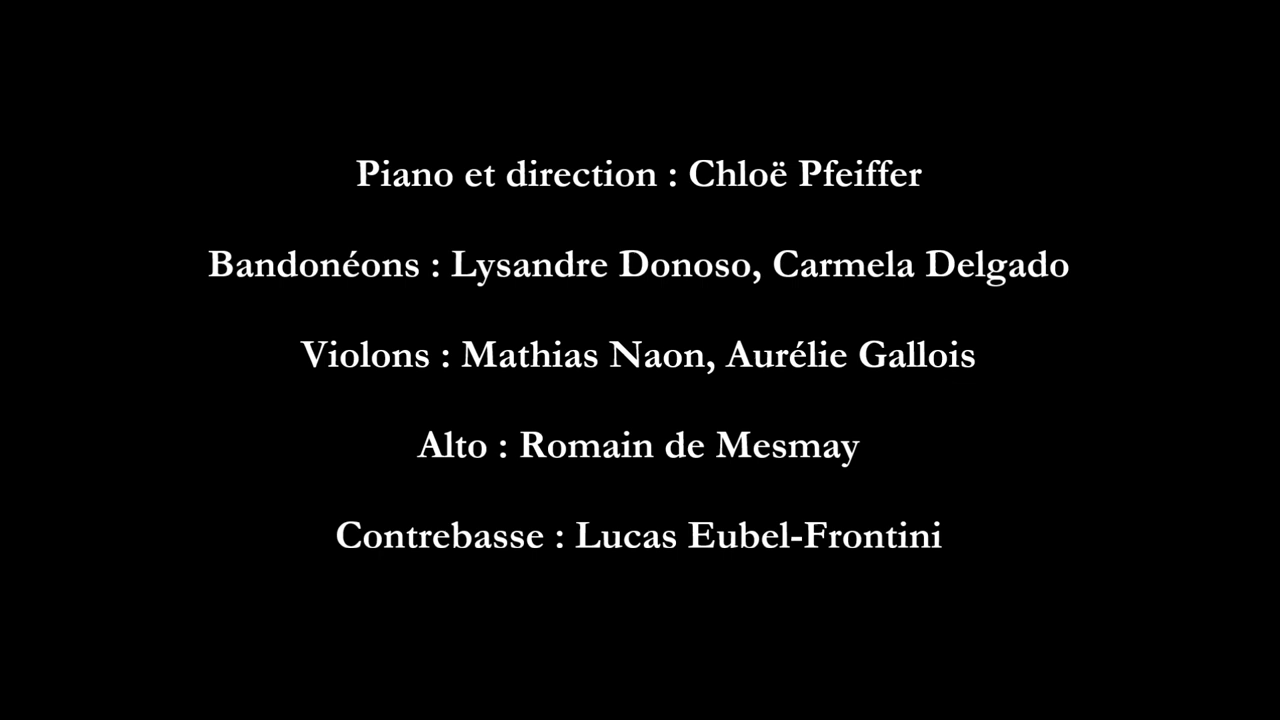 Piano et direction : Chloë Pfeiffer
Bandonéons : Lysandre Donoso, Carmela Delgado
Violons : Mathias Naon, Aurélie Gallois
Alto : Romain de Mesmay
Contrebasse : Lucas Eubel-Frontini